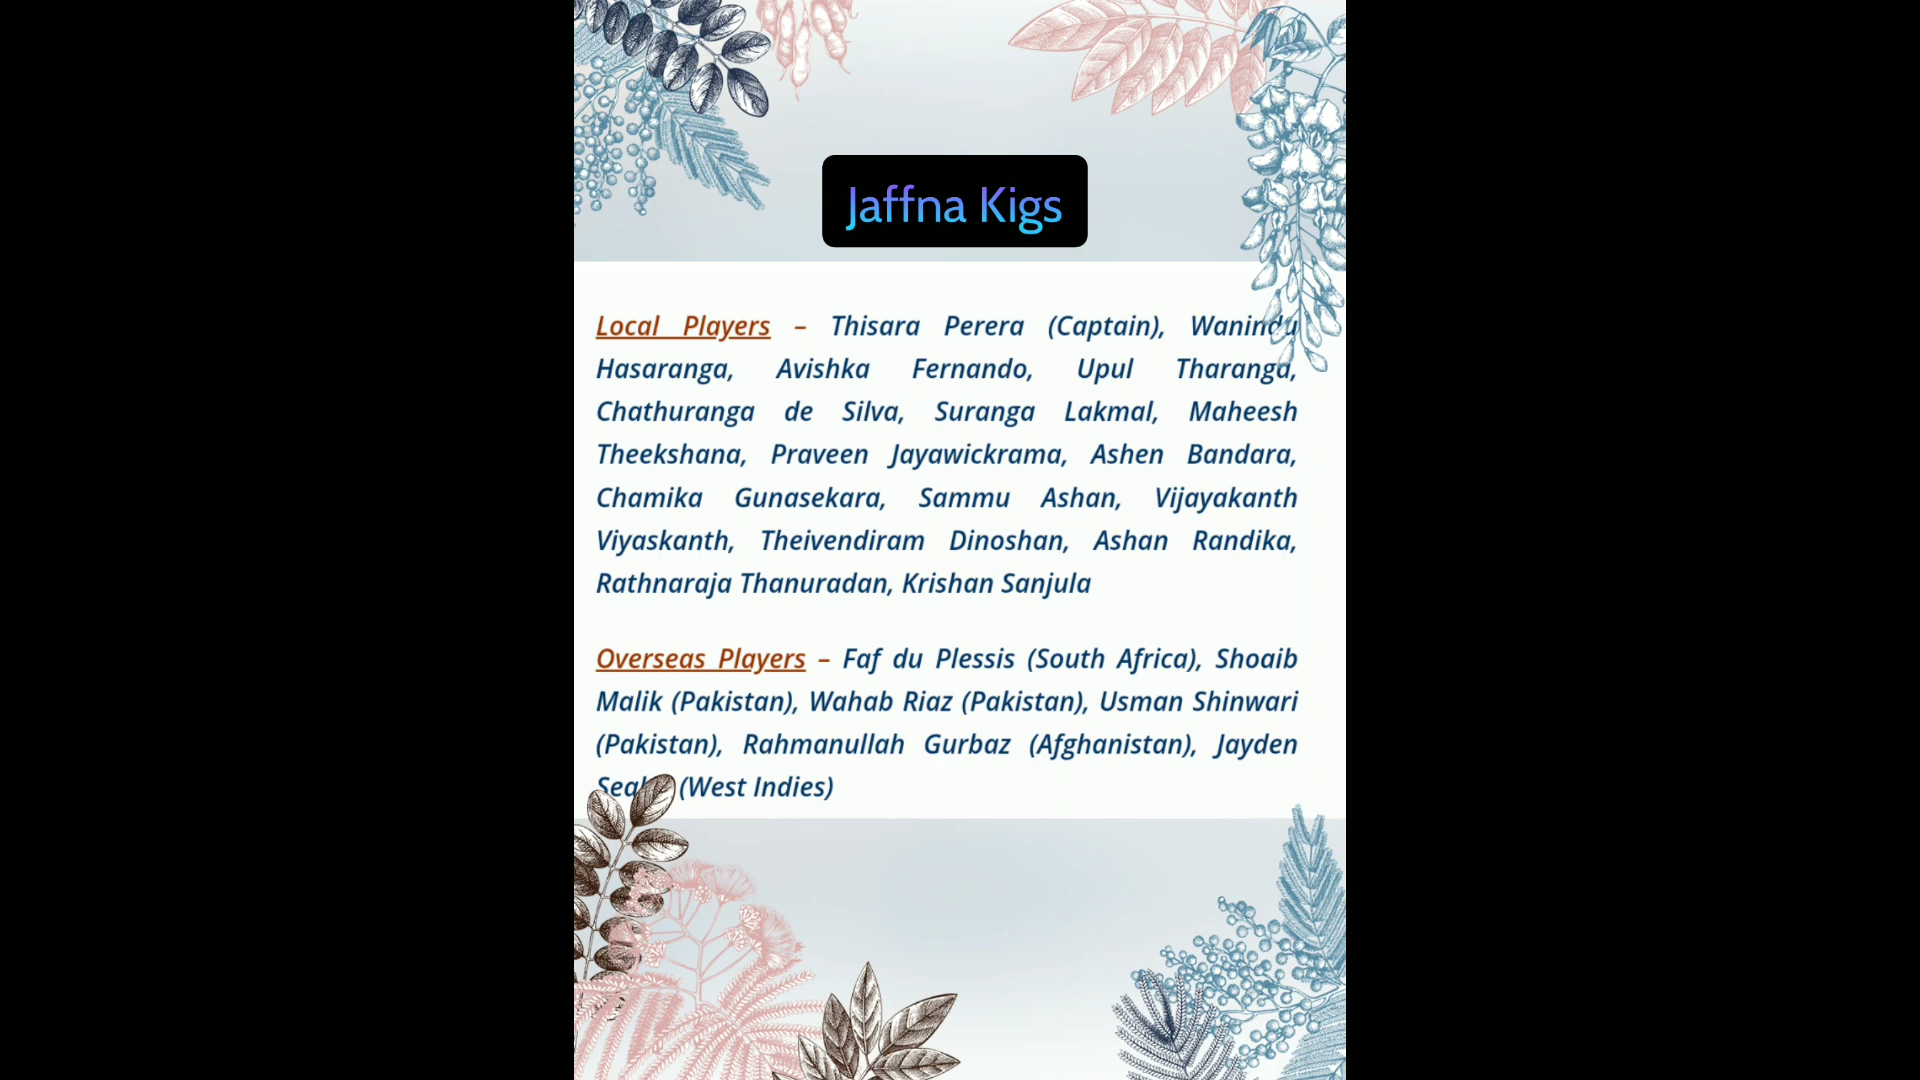 Jaffna Kigs
Local Players – Thisara Perera (Captain), Wanindu
Hasaranga, Avishka Fernando, Upul Tharanga,
Chathuranga de Silva, Suranga Lakmal, Maheesh
Theekshana, Praveen Jayawickrama, Ashen Bandara,
Chamika Gunasekara, Sammu Ashan, Vijayakanth
Viyaskanth, Theivendiram Dinoshan, Ashan Randika,
Rathnaraja Thanuradan, Krishan Sanjula
Overseas Players – Faf du Plessis (South Africa), Shoaib
Malik (Pakistan), Wahab Riaz (Pakistan), Usman Shinwari
(Pakistan), Rahmanullah Gurbaz (Afghanistan), Jayden
(West Indies)